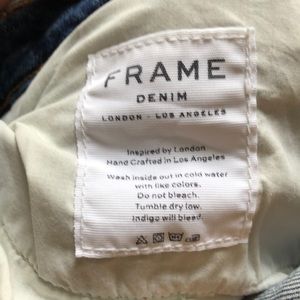 FRAME
DENIM
LONDON - LOS ANGELES
Inspired by London
Hand Crafted in Los Angeles
Wash inside out in cold water
with like colors.
Do not bleach.
Tumble dry low.
Indigo will bleed.